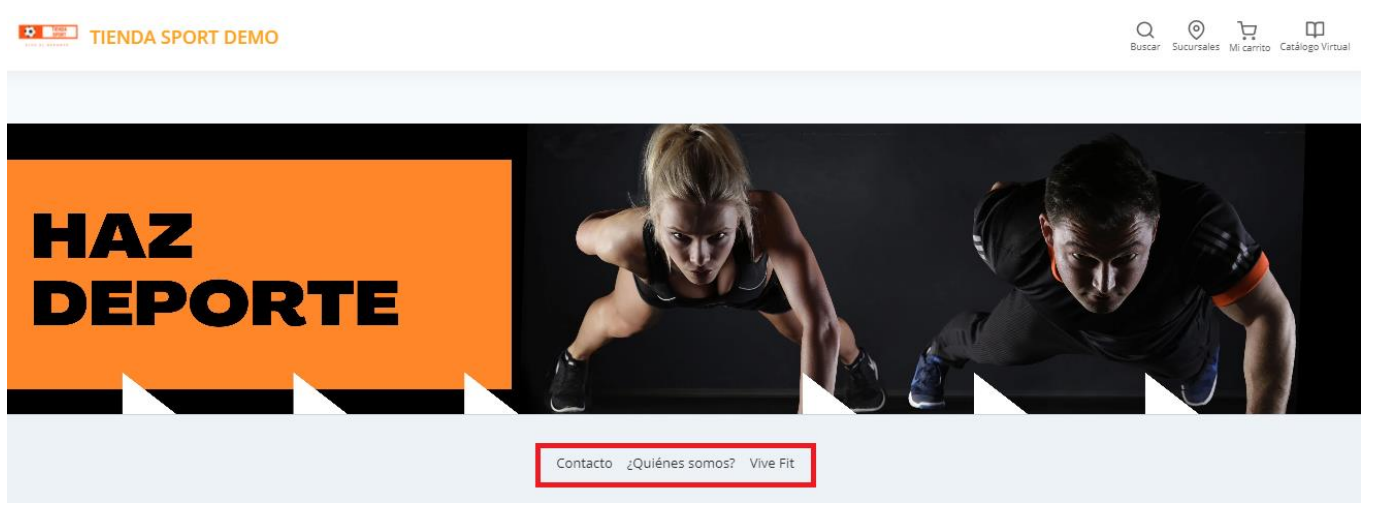 TIENDA SPORT DEMO
Buscar
Sucursales
Mi carrito
Catálogo Virtual
HAZ
DEPORTE
Contacto ¿Quiénes somos? Vive Fit